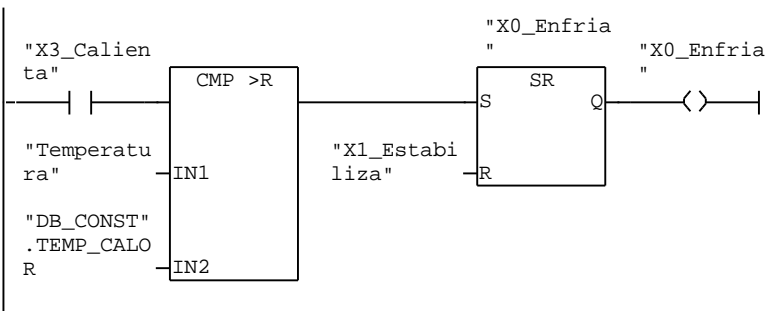 "X0_Enfria
"
"X0_Enfria
"
"X3_Calien
ta"
CMP >R
SR
S
Q
"Temperatu
ra"
IN1
"X1_Estabi
liza"
R
"DB_CONST"
.TEMP_CALO
R
IN2